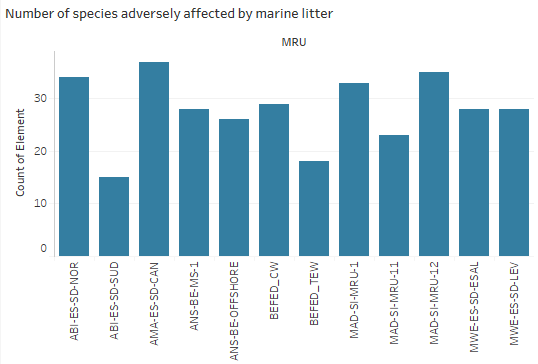 Number of species adversely affected by marine litter
MRU
Count of Element
30
20
10
0
ABI-ES-SD-NOR
ABI-ES-SD-SUD
AMA-ES-SD-CAN
ANS-BE-MS-1
ANS-BE-OFFSHORE
BEFED_CW
BEFED_TEW
MAD-SI-MRU-1
MAD-SI-MRU-11
MAD-SI-MRU-12
MWE-ES-SD-ESAL
MWE-ES-SD-LEV